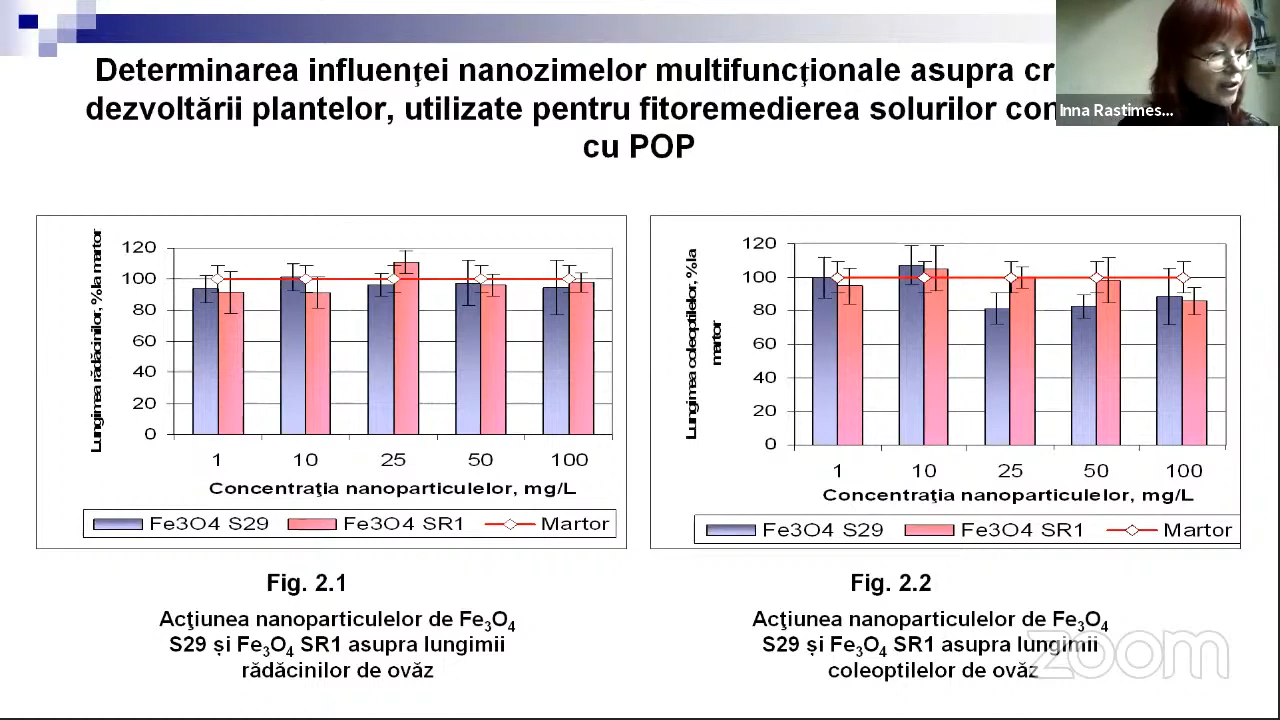 Determinarea influenţei nanozimelor multifuncţionale asupra
dezvoltării plantelor, utilizate pentru fitoremedierea solurilor
cu POP
Inna Rastimes...
Lungimea rădăcinilor, % la martor
120
100
80
60
40
20
0
1 10 25 50 100
Concentraţia nanoparticulelor, mg/L
Fe3O4 S29 Fe3O4 SR1 Martor
Lungimea coleoptilelor, % la
martor
120
100
80
60
40
20
0
1 10 25 50 100
Concentraţia nanoparticulelor, mg/L
Fe3O4 S29 Fe3O4 SR1 Martor
Fig. 2.1
Acţiunea nanoparticulelor de Fe₃O₄
S29 și Fe₃O₄ SR1 asupra lungimii
rădăcinilor de ovăz
Fig. 2.2
Acţiunea nanoparticulelor de Fe₃O₄
S29 și Fe₃O₄ SR1 asupra lungimii
coleoptilelor de ovăz
zoom